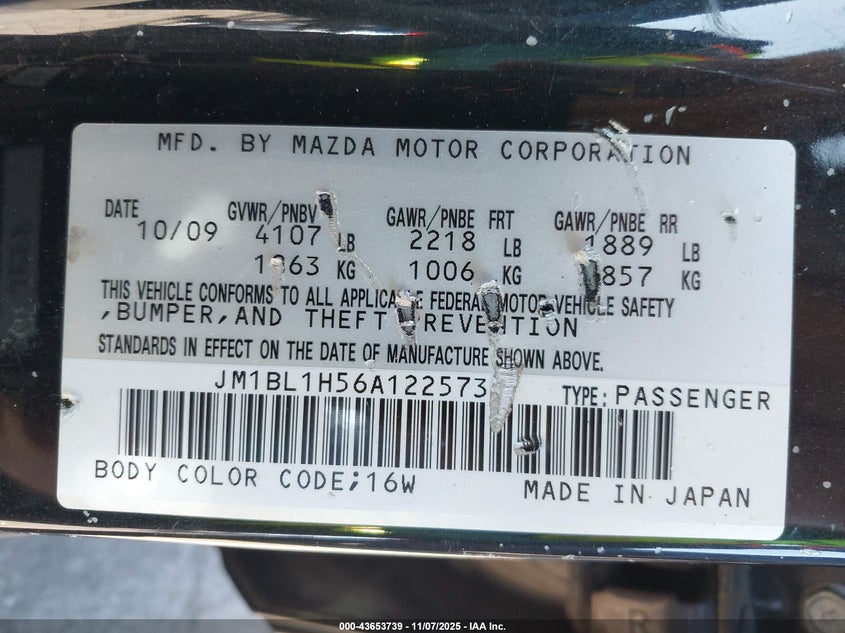 MFD. BY MAZDA MOTOR CORPORATION
DATE GVWR/PNBV GAWR/PNBE FRT GAWR/PNBE RR
10/09 4107 LB 2218 LB 1889 LB
1863 KG 1006 KG 857 KG
THIS VEHICLE CONFORMS TO ALL APPLICABLE FEDERAL MOTOR VEHICLE SAFETY
,BUMPER,AND THEFT PREVENTION
STANDARDS IN EFFECT ON THE DATE OF MANUFACTURE SHOWN ABOVE.
JM1BL1H56A122573 TYPE: PASSENGER
BODY COLOR CODE;16W MADE IN JAPAN
000-43653739 - 11/07/2025 - IAA Inc.